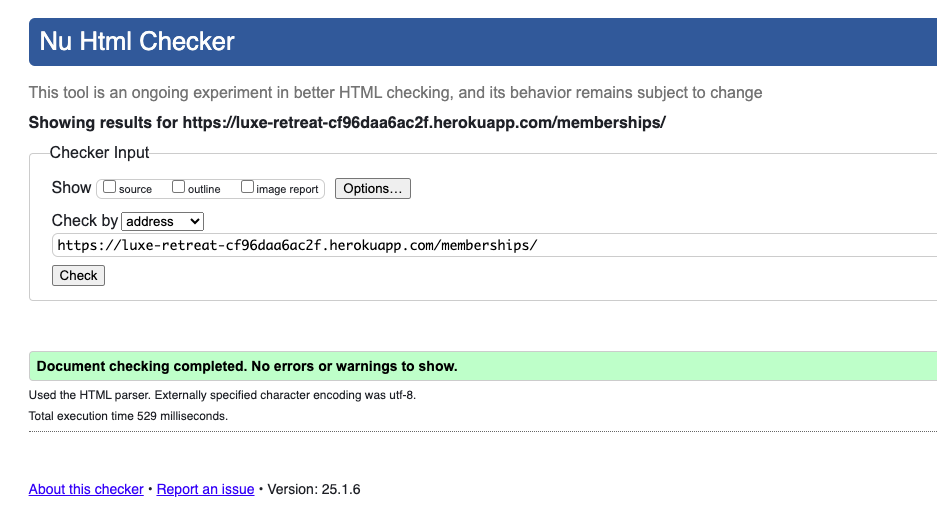 Nu Html Checker
This tool is an ongoing experiment in better HTML checking, and its behavior remains subject to change
Showing results for https://luxe-retreat-cf96daa6ac2f.herokuapp.com/memberships/
Checker Input
Show source outline image report Options...
Check by address
https://luxe-retreat-cf96daa6ac2f.herokuapp.com/memberships/
Check
Document checking completed. No errors or warnings to show.
Used the HTML parser. Externally specified character encoding was utf-8.
Total execution time 529 milliseconds.
About this checker • Report an issue • Version: 25.1.6